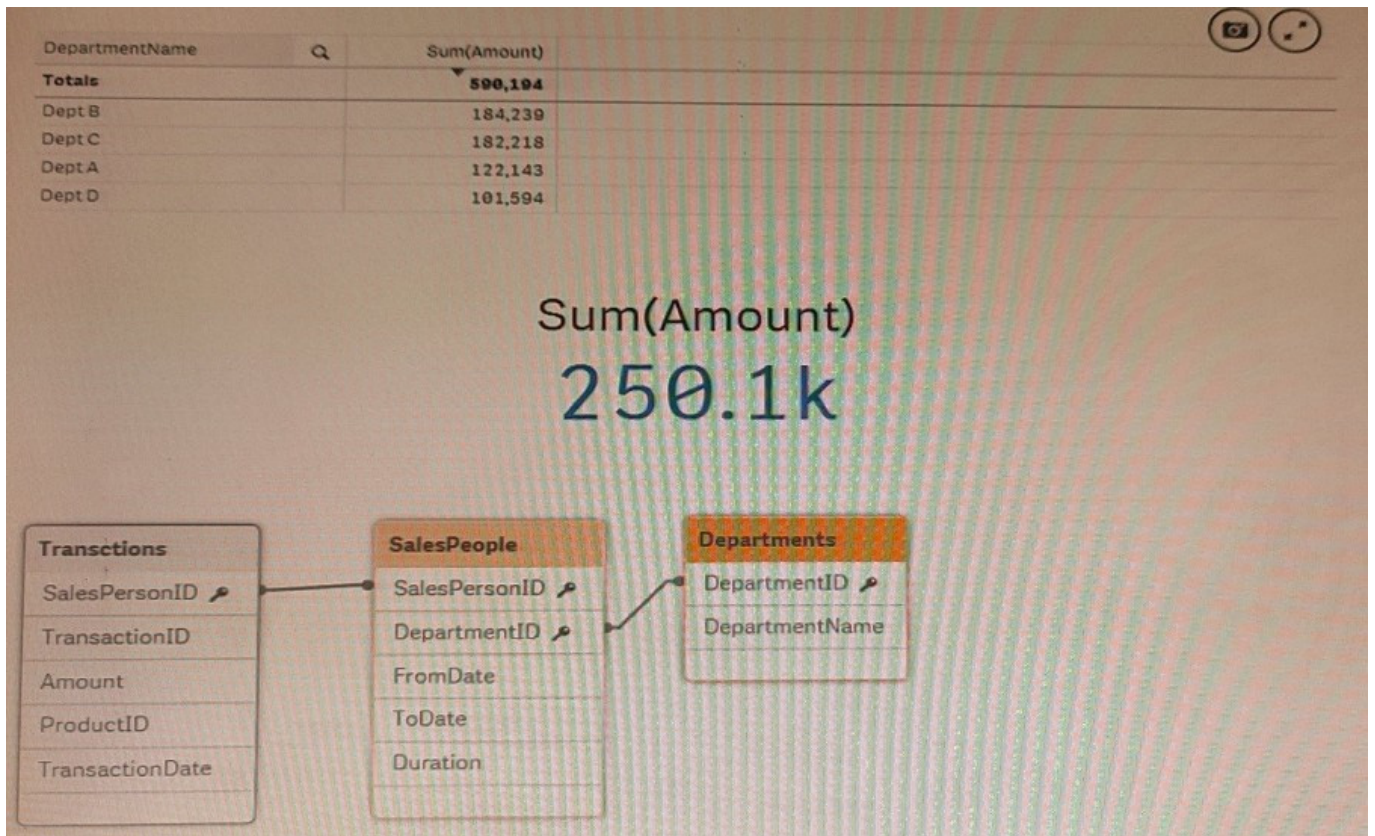 DepartmentName Sum(Amount)
Totals 590,194
Dept B 184,239
Dept C 182,218
Dept A 122,143
Dept D 101,594
Sum(Amount)
250.1k
Transctions
SalesPersonID
TransactionID
Amount
ProductID
TransactionDate
SalesPeople
SalesPersonID
DepartmentID
FromDate
ToDate
Duration
Departments
DepartmentID
DepartmentName